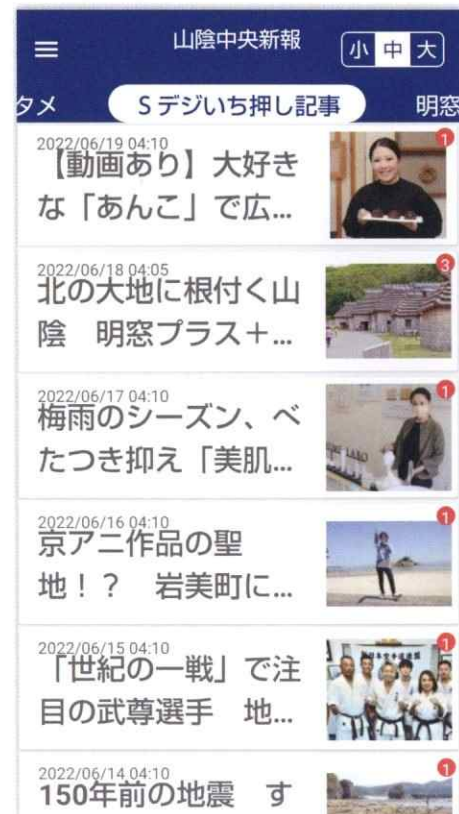 山陰中央新報
小 中 大
タメ Sデジいち押し記事 明窓
2022/06/19 04:10
【動画あり】大好き
な「あんこ」で広...
1
2022/06/18 04:05
北の大地に根付く山
陰 明窓プラス+...
3
2022/06/17 04:10
梅雨のシーズン、べ
たつき抑え「美肌...
1
2022/06/16 04:10
京アニ作品の聖
地！？ 岩美町に...
1
2022/06/15 04:10
「世紀の一戦」で注
目の武尊選手 地...
1
2022/06/14 04:10
150年前の地震 す
1